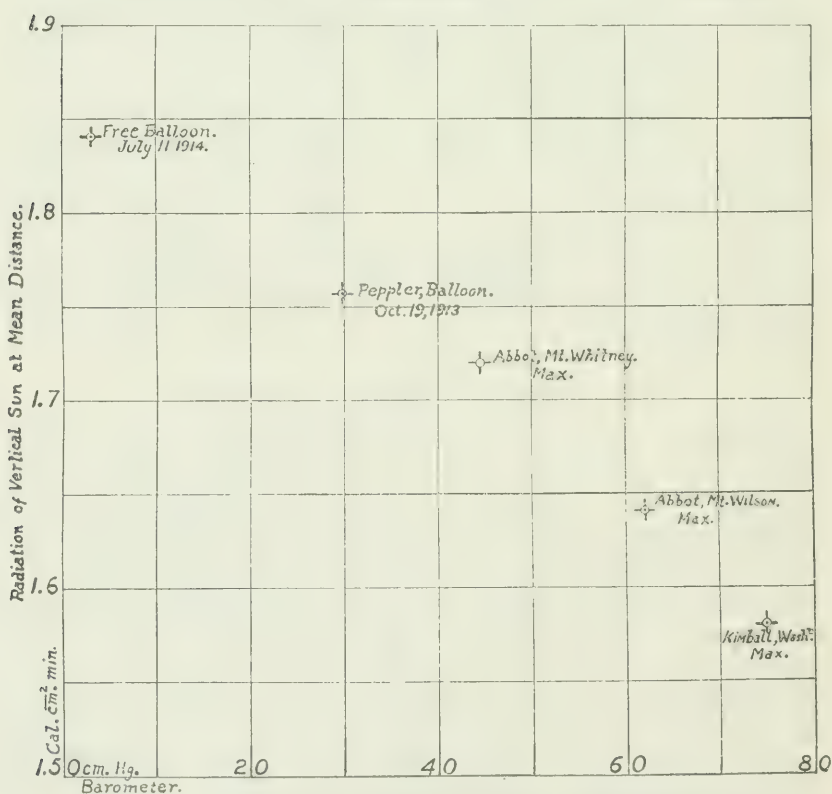 1.9
Free Balloon.
July 11 1914.
1.8
Peppler, Balloon.
Oct. 19, 1913
Abbot, Mt. Whitney.
Max.
1.7
Abbot, Mt. Wilson.
Max.
1.6
Kimball, Wash.
Max.
1.5
Radiation of Vertical Sun at Mean Distance.
Cal. cm.² min.
0 cm. Hg. 20 40 60 80
Barometer.